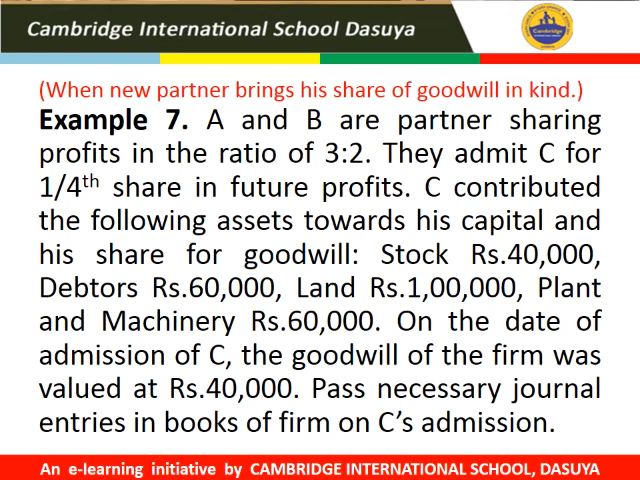 Cambridge International School Dasuya
Cambridge
(When new partner brings his share of goodwill in kind.)
Example 7. A and B are partner sharing
profits in the ratio of 3:2. They admit C for
1/4th share in future profits. C contributed
the following assets towards his capital and
his share for goodwill: Stock Rs.40,000,
Debtors Rs.60,000, Land Rs.1,00,000, Plant
and Machinery Rs.60,000. On the date of
admission of C, the goodwill of the firm was
valued at Rs.40,000. Pass necessary journal
entries in books of firm on C’s admission.
An e-learning initiative by CAMBRIDGE INTERNATIONAL SCHOOL, DASUYA